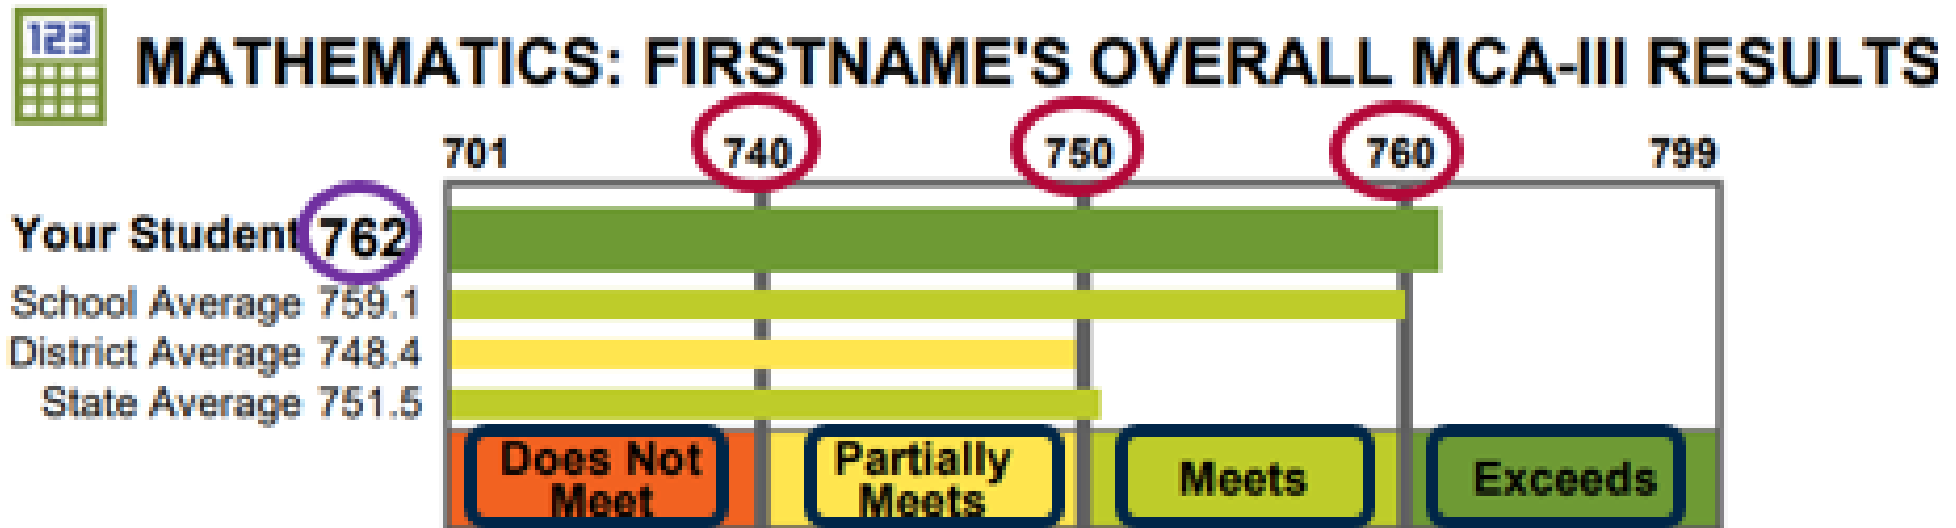 123
MATHEMATICS: FIRSTNAME'S OVERALL MCA-III RESULTS
701 740 750 760 799
Your Student 762
School Average 759.1
District Average 748.4
State Average 751.5
Does Not
Meet
Partially
Meets
Meets
Exceeds